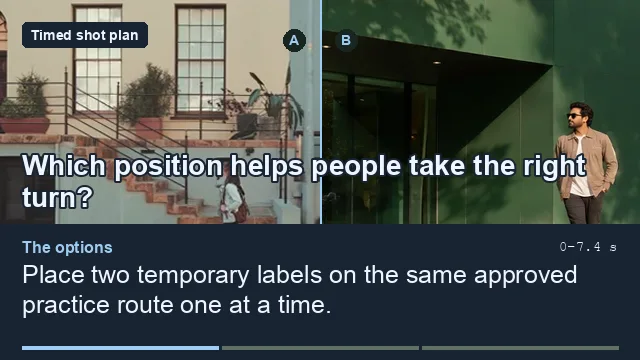 Timed shot plan
A
B
Which position helps people take the right
turn?
The options
0–7.4 s
Place two temporary labels on the same approved
practice route one at a time.